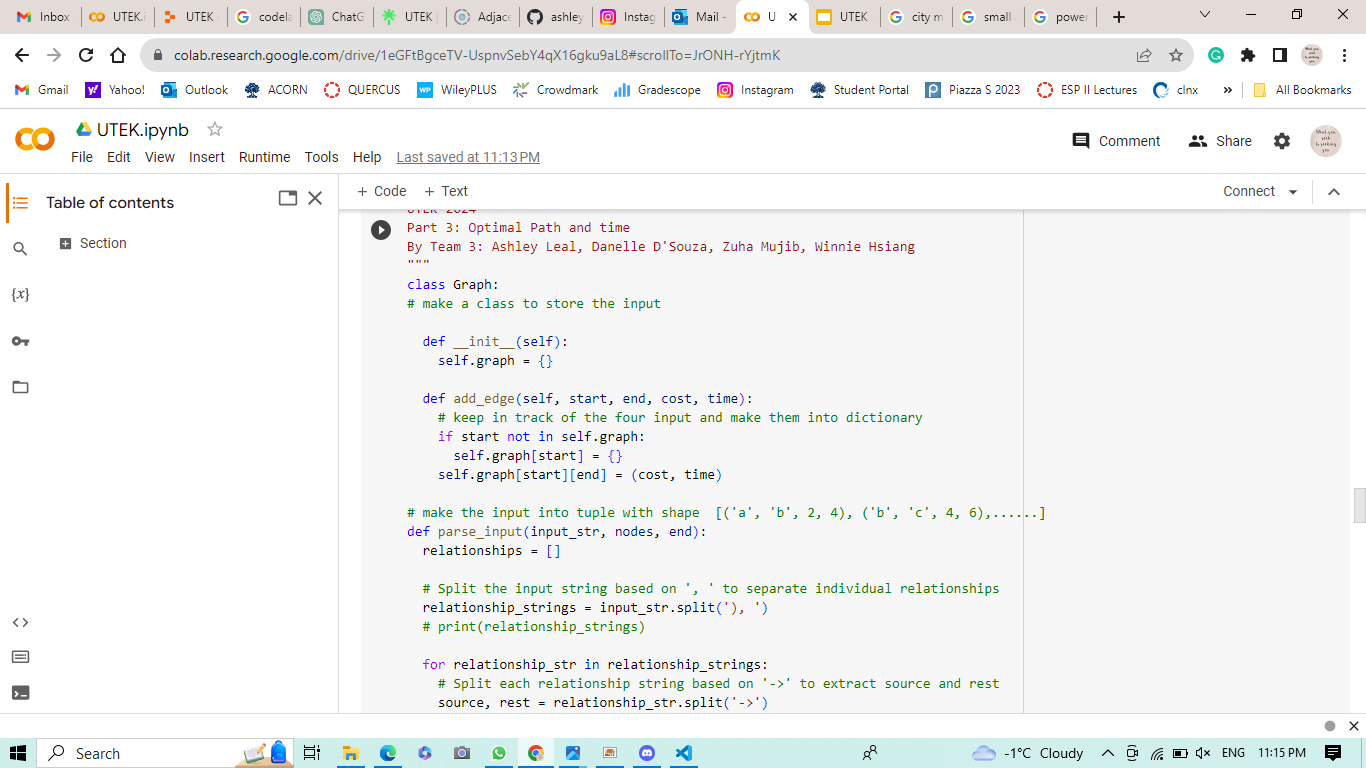 Inbox
UTEK.i
UTEK
codela
ChatG
UTEK
Adjace
ashley
Instag
Mail -
U
UTEK
city m
small
power
colab.research.google.com/drive/1eGFtBgceTV-UspnvSebY4qX16gku9aL8#scrollTo=JrONH-rYjtmK
Gmail
Yahoo!
Outlook
ACORN
QUERCUS
WileyPLUS
Crowdmark
Gradescope
Instagram
Student Portal
Piazza S 2023
ESP II Lectures
clnx
»
All Bookmarks
UTEK.ipynb
File Edit View Insert Runtime Tools Help Last saved at 11:13 PM
Comment
Share
Table of contents
Section
+ Code + Text
Connect
UTEK 2024
Part 3: Optimal Path and time
By Team 3: Ashley Leal, Danelle D'Souza, Zuha Mujib, Winnie Hsiang
"""
class Graph:
# make a class to store the input
def __init__(self):
self.graph = {}
def add_edge(self, start, end, cost, time):
# keep in track of the four input and make them into dictionary
if start not in self.graph:
self.graph[start] = {}
self.graph[start][end] = (cost, time)
# make the input into tuple with shape  [('a', 'b', 2, 4), ('b', 'c', 4, 6),......]
def parse_input(input_str, nodes, end):
relationships = []
# Split the input string based on ', ' to separate individual relationships
relationship_strings = input_str.split('), ')
# print(relationship_strings)
for relationship_str in relationship_strings:
# Split each relationship string based on '->' to extract source and rest
source, rest = relationship_str.split('->')
{x}
Search
-1°C Cloudy
ENG
11:15 PM